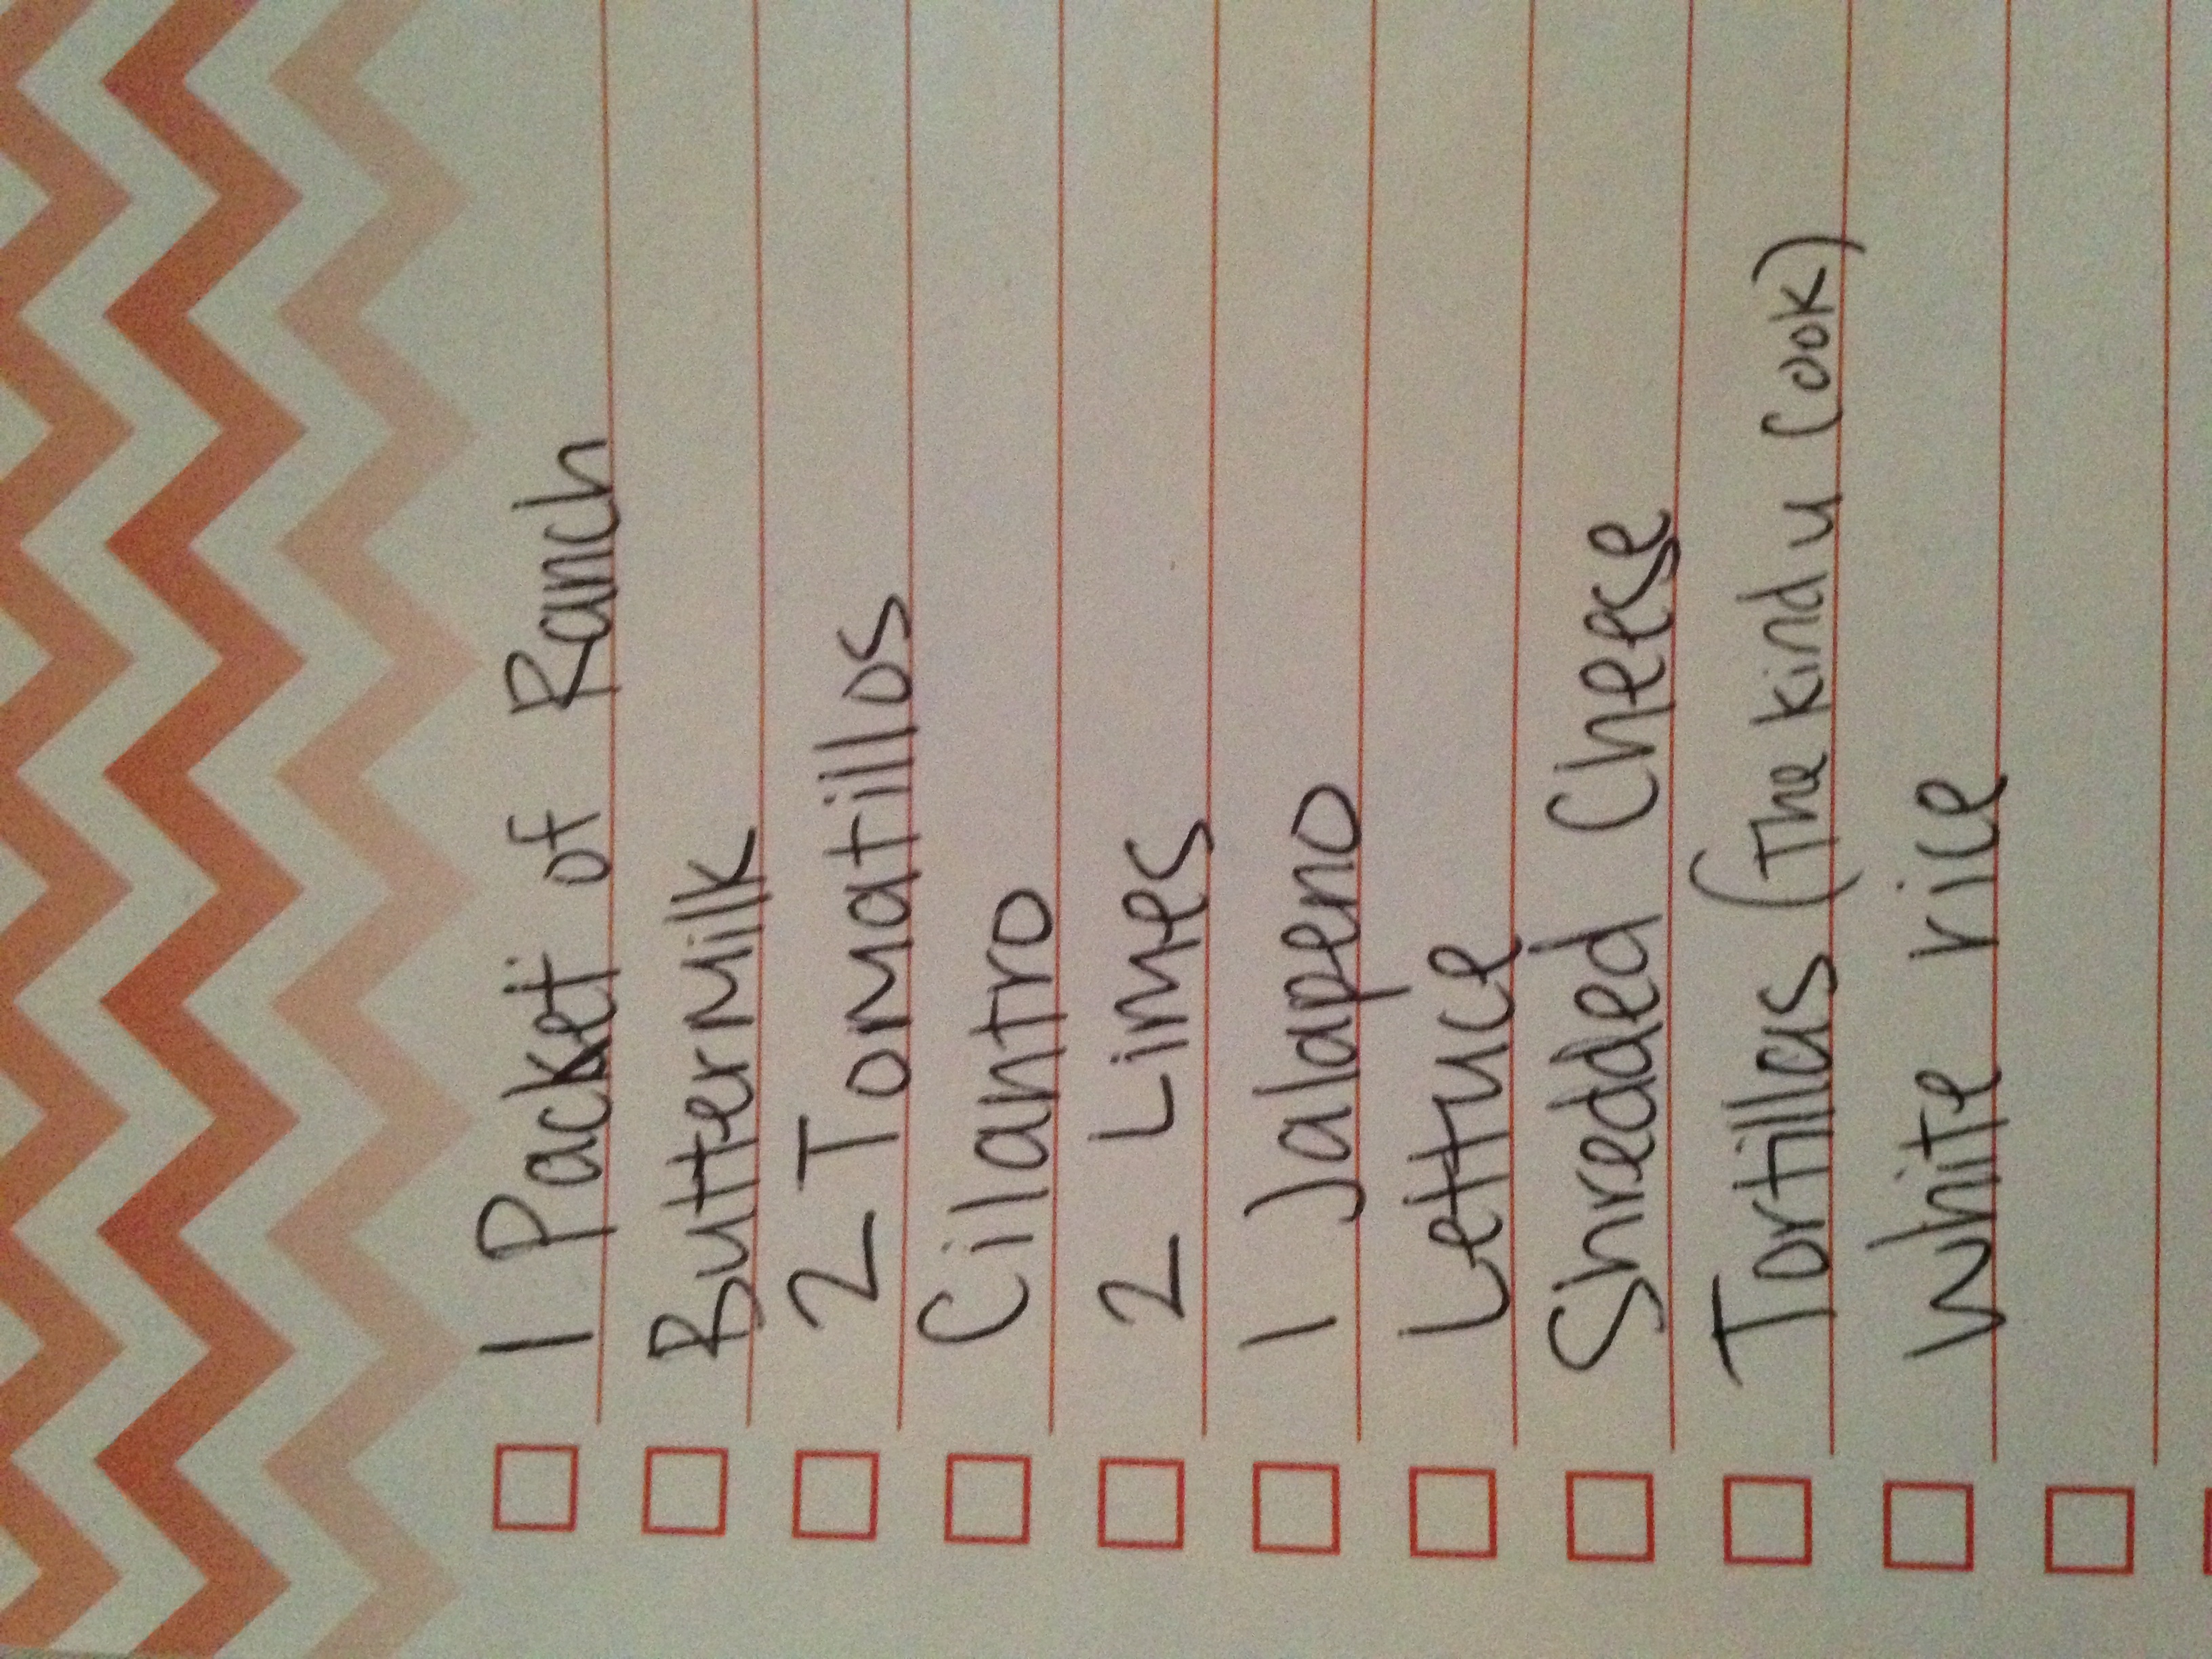 1 Packet of Ranch
ButterMilk
2 Tomatillos
Cilantro
2 Limes
1 Jalapeno
Lettuce
Shredded Cheese
Tortillas (The kind u Cook)
White rice